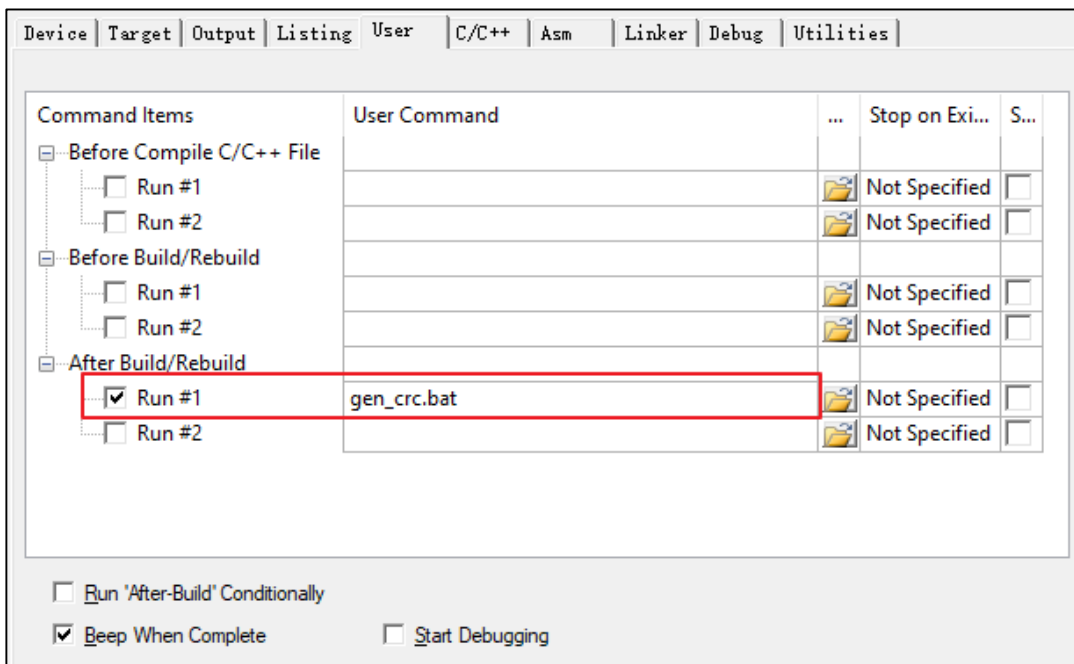 Device Target Output Listing User C/C++ Asm Linker Debug Utilities
Command Items User Command ... Stop on Exi... S...
Before Compile C/C++ File
Run #1 Not Specified
Run #2 Not Specified
Before Build/Rebuild
Run #1 Not Specified
Run #2 Not Specified
After Build/Rebuild
Run #1 gen_crc.bat Not Specified
Run #2 Not Specified
Run 'After-Build' Conditionally
Beep When Complete Start Debugging